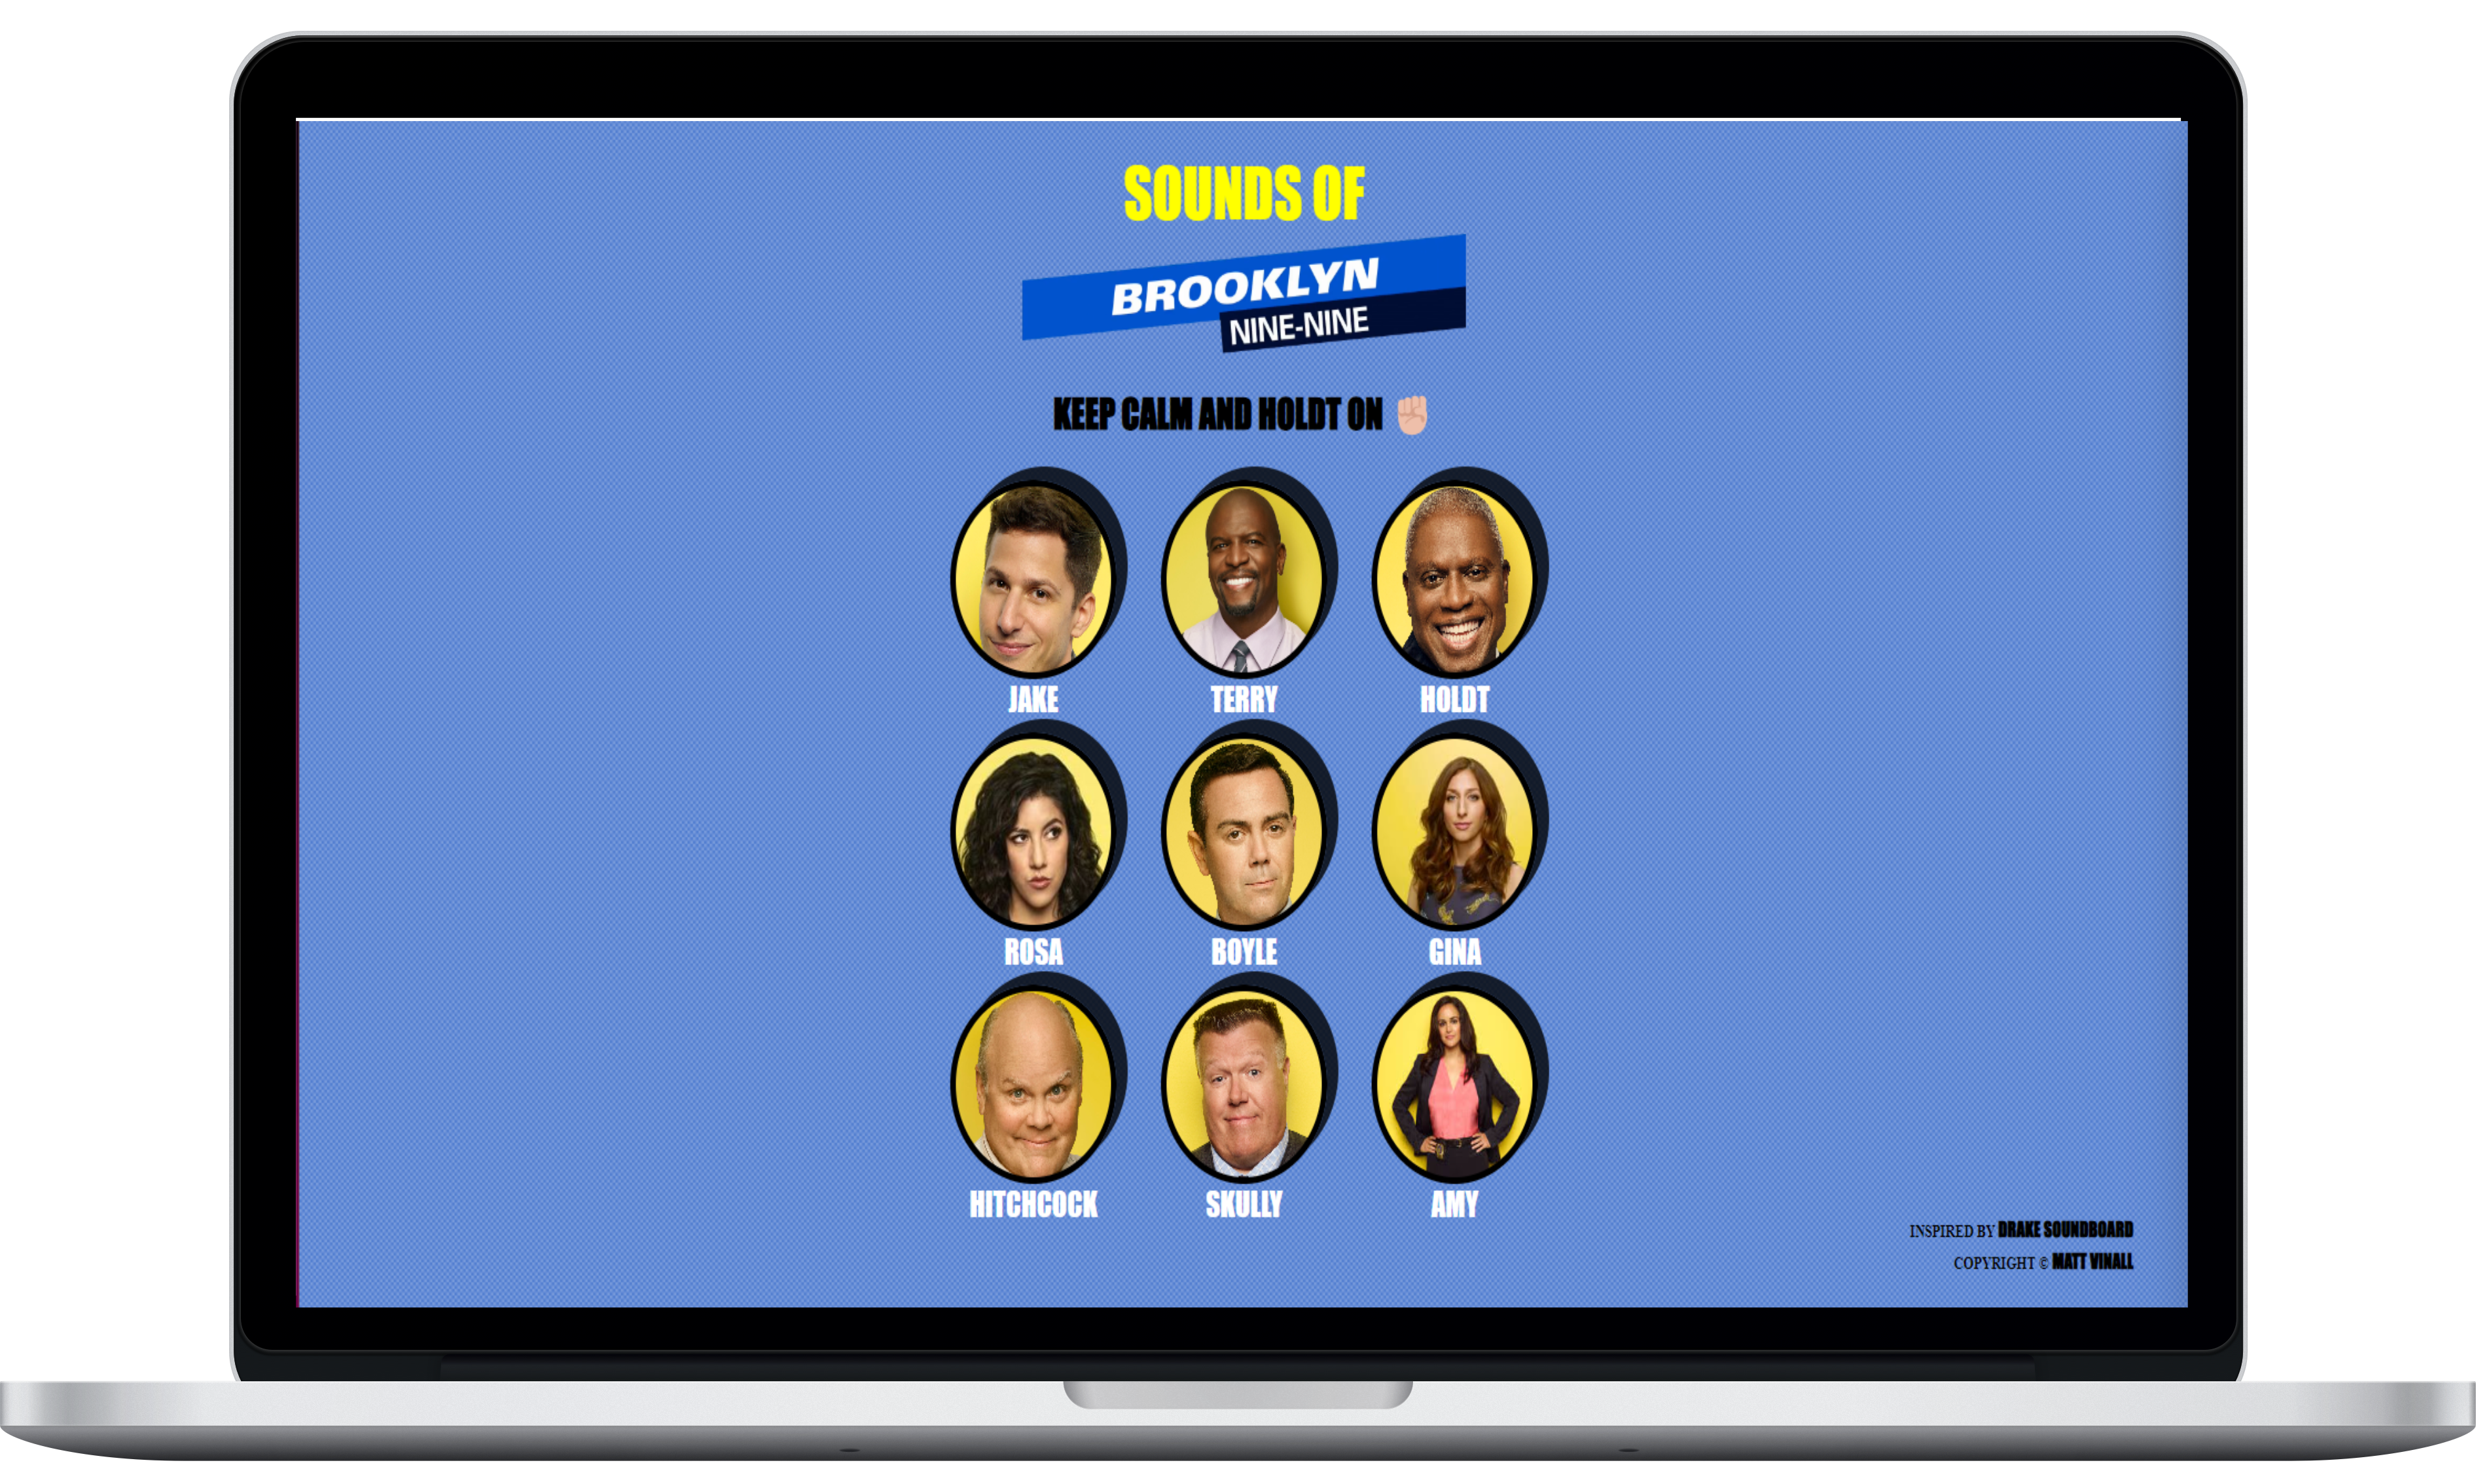 SOUNDS OF
BROOKLYN
NINE-NINE
KEEP CALM AND HOLDT ON ✊🏼
JAKE TERRY HOLDT
ROSA BOYLE GINA
HITCHCOCK SKULLY AMY
INSPIRED BY DRAKE SOUNDBOARD
COPYRIGHT © MATT VINALL